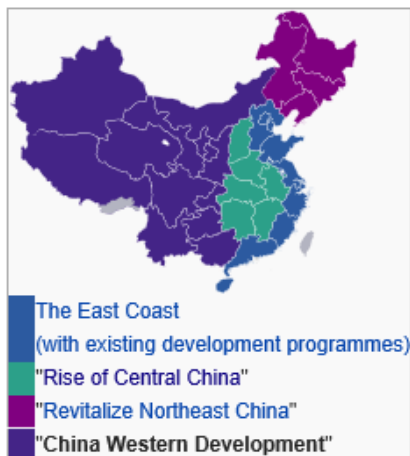 The East Coast
(with existing development programmes)
"Rise of Central China"
"Revitalize Northeast China"
"China Western Development"